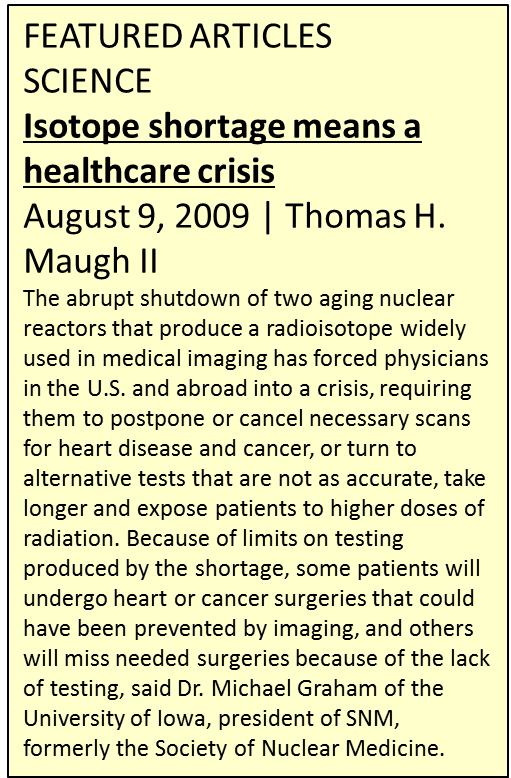 FEATURED ARTICLES
SCIENCE
Isotope shortage means a
healthcare crisis
August 9, 2009 | Thomas H.
Maugh II
The abrupt shutdown of two aging nuclear
reactors that produce a radioisotope widely
used in medical imaging has forced physicians
in the U.S. and abroad into a crisis, requiring
them to postpone or cancel necessary scans
for heart disease and cancer, or turn to
alternative tests that are not as accurate, take
longer and expose patients to higher doses of
radiation. Because of limits on testing
produced by the shortage, some patients will
undergo heart or cancer surgeries that could
have been prevented by imaging, and others
will miss needed surgeries because of the lack
of testing, said Dr. Michael Graham of the
University of Iowa, president of SNM,
formerly the Society of Nuclear Medicine.